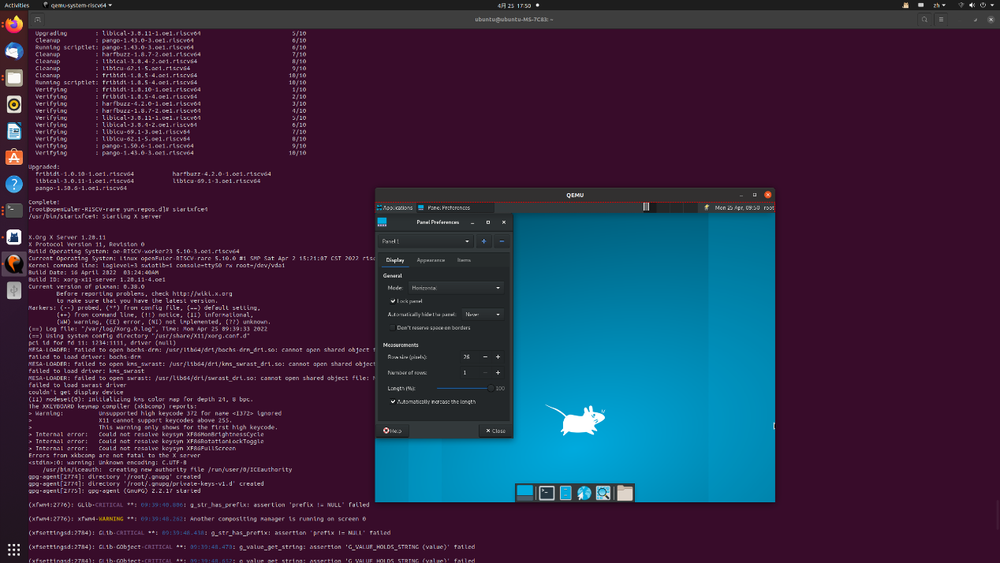 Activities
qemu-system-riscv64
4月 25 17:50
zh
ubuntu@ubuntu-MS-7C83: ~
Upgrading : libical-3.0.11-1.oe1.riscv64 5/10
Cleanup : pango-1.43.0-3.oe1.riscv64 6/10
Running scriptlet: pango-1.43.0-3.oe1.riscv64 6/10
Cleanup : harfbuzz-1.8.7-2.oe1.riscv64 7/10
Cleanup : libical-3.0.4-2.oe1.riscv64 8/10
Cleanup : libicu-62.1-5.oe1.riscv64 9/10
Cleanup : fribidi-1.0.5-4.oe1.riscv64 10/10
Running scriptlet: fribidi-1.0.5-4.oe1.riscv64 10/10
Verifying : fribidi-1.0.10-1.oe1.riscv64 1/10
Verifying : fribidi-1.0.5-4.oe1.riscv64 2/10
Verifying : harfbuzz-4.2.0-1.oe1.riscv64 3/10
Verifying : harfbuzz-1.8.7-2.oe1.riscv64 4/10
Verifying : libical-3.0.11-1.oe1.riscv64 5/10
Verifying : libical-3.0.4-2.oe1.riscv64 6/10
Verifying : libicu-69.1-3.oe1.riscv64 7/10
Verifying : libicu-62.1-5.oe1.riscv64 8/10
Verifying : pango-1.50.6-1.oe1.riscv64 9/10
Verifying : pango-1.43.0-3.oe1.riscv64 10/10
Upgraded:
fribidi-1.0.10-1.oe1.riscv64 harfbuzz-4.2.0-1.oe1.riscv64
libical-3.0.11-1.oe1.riscv64 libicu-69.1-3.oe1.riscv64
pango-1.50.6-1.oe1.riscv64
Complete!
[root@openEuler-RISCV-rare yum.repos.d]# startxfce4
/usr/bin/startxfce4: Starting X server
X.Org X Server 1.20.11
X Protocol Version 11, Revision 0
Build Operating System: oe-RISCV-worker23 5.10-3.oe1.riscv64
Current Operating System: Linux openEuler-RISCV-rare 5.10.0 #1 SMP Sat Apr 2 15:21:07 CST 2022 risc
Kernel command line: loglevel=3 swiotlb=1 console=ttyS0 rw root=/dev/vda1
Build Date: 16 April 2022 03:24:40AM
Build ID: xorg-x11-server 1.20.11-4.oe1
Current version of pixman: 0.38.0
Before reporting problems, check http://wiki.x.org
to make sure that you have the latest version.
Markers: (--) probed, (**) from config file, (==) default setting,
(++) from command line, (!!) notice, (II) informational,
(WW) warning, (EE) error, (NI) not implemented, (??) unknown.
(==) Log file: "/var/log/Xorg.0.log", Time: Mon Apr 25 09:39:33 2022
(==) Using system config directory "/usr/share/X11/xorg.conf.d"
pci id for fd 11: 1234:1111, driver (null)
MESA-LOADER: failed to open bochs-drm: /usr/lib64/dri/bochs-drm_dri.so: cannot open shared object f
failed to load driver: bochs-drm
MESA-LOADER: failed to open kms_swrast: /usr/lib64/dri/kms_swrast_dri.so: cannot open shared object
failed to load driver: kms_swrast
MESA-LOADER: failed to open swrast: /usr/lib64/dri/swrast_dri.so: cannot open shared object file: N
failed to load swrast driver
couldn't get display device
(II) modeset(0): Initializing kms color map for depth 24, 8 bpc.
The XKEYBOARD keymap compiler (xkbcomp) reports:
> Warning: Unsupported high keycode 372 for name <I372> ignored
> X11 cannot support keycodes above 255.
> This warning only shows for the first high keycode.
> Internal error: Could not resolve keysym XF86MonBrightnessCycle
> Internal error: Could not resolve keysym XF86RotationLockToggle
> Internal error: Could not resolve keysym XF86FullScreen
Errors from xkbcomp are not fatal to the X server
<stdin>:0: warning: Unknown encoding: C.UTF-8
/usr/bin/iceauth: creating new authority file /run/user/0/ICEauthority
gpg-agent[2774]: directory '/root/.gnupg' created
gpg-agent[2774]: directory '/root/.gnupg/private-keys-v1.d' created
gpg-agent[2775]: gpg-agent (GnuPG) 2.2.17 started
(xfwm4:2776): GLib-CRITICAL **: 09:39:40.806: g_str_has_prefix: assertion 'prefix != NULL' failed
(xfwm4:2776): xfwm4-WARNING **: 09:39:48.262: Another compositing manager is running on screen 0
(xfsettingsd:2784): GLib-CRITICAL **: 09:39:48.438: g_str_has_prefix: assertion 'prefix != NULL' failed
(xfsettingsd:2784): GLib-GObject-CRITICAL **: 09:39:48.470: g_value_get_string: assertion 'G_VALUE_HOLDS_STRING (value)' failed
(xfsettingsd:2784): GLib-GObject-CRITICAL **: 09:39:48.652: g_value_get_string: assertion 'G_VALUE_HOLDS_STRING (value)' failed
QEMU
Applications
Panel Preferences
Mon 25 Apr, 09:50
root
Panel Preferences
Panel 1
Display Appearance Items
General
Mode: Horizontal
Lock panel
Automatically hide the panel: Never
Don't reserve space on borders
Measurements
Row size (pixels): 26
Number of rows: 1
Length (%): 100
Automatically increase the length
Help
Close